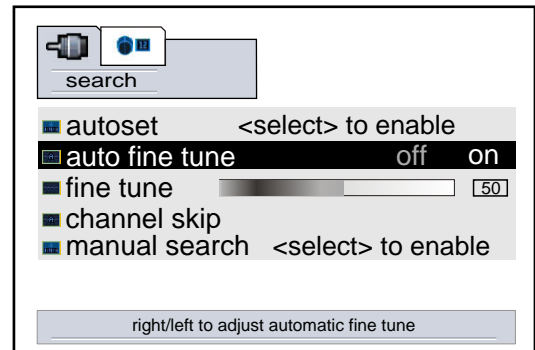 search
autoset <select> to enable
auto fine tune off on
fine tune 50
channel skip
manual search <select> to enable
right/left to adjust automatic fine tune